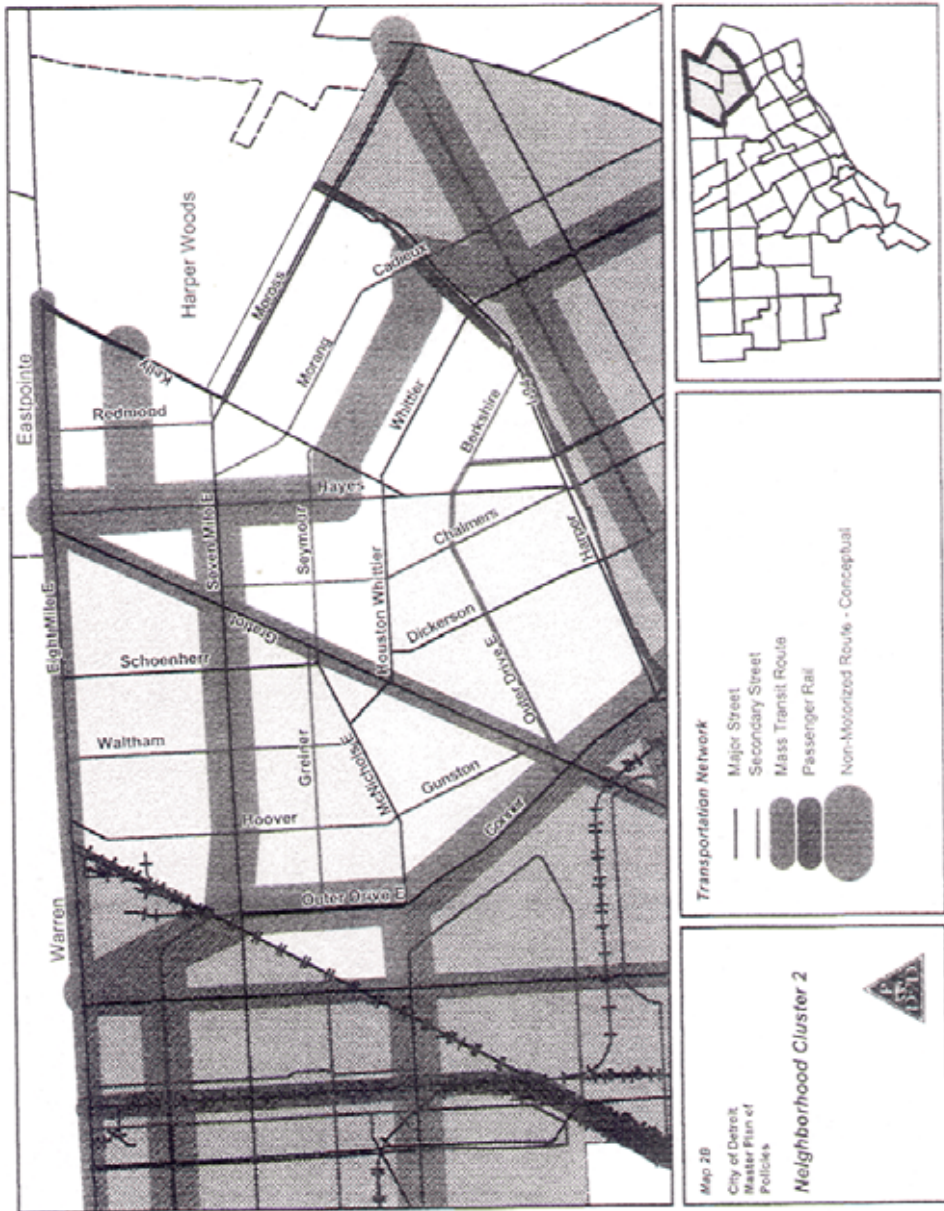 Warren
Eastpointe
Harper Woods
Eight Mile E
Redmond
Kelly
Moross
Morang
Cadieux
Seven Mile E
Hayes
Seymour
Whittier
Berkshire
Chalmers
Harper
Houston Whittier
Dickerson
Outer Drive E
Gratiot
Schoenherr
Waltham
Greiner
McNichols E
Gunston
Hoover
Conner
Outer Drive E
Map 2B
City of Detroit
Master Plan of
Policies
Neighborhood Cluster 2
Transportation Network
Major Street
Secondary Street
Mass Transit Route
Passenger Rail
Non-Motorized Route - Conceptual